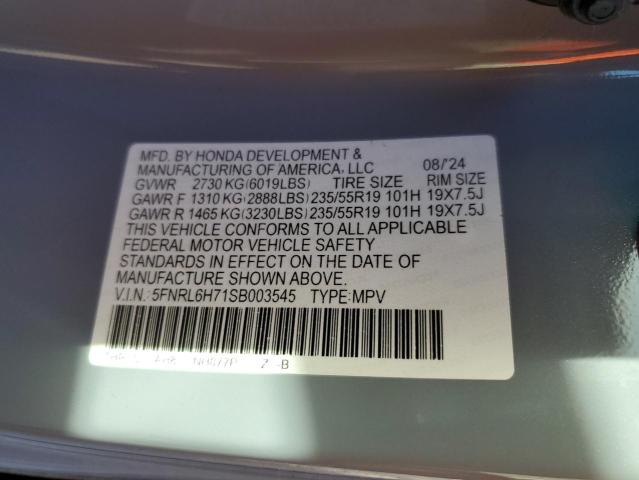 MFD. BY HONDA DEVELOPMENT &
MANUFACTURING OF AMERICA, LLC 08/'24
GVWR 2730 KG(6019LBS) TIRE SIZE RIM SIZE
GAWR F 1310 KG(2888LBS) 235/55R19 101H 19X7.5J
GAWR R 1465 KG(3230LBS) 235/55R19 101H 19X7.5J
THIS VEHICLE CONFORMS TO ALL APPLICABLE
FEDERAL MOTOR VEHICLE SAFETY
STANDARDS IN EFFECT ON THE DATE OF
MANUFACTURE SHOWN ABOVE.
V.I.N.: 5FNRL6H71SB003545 TYPE:MPV
-B